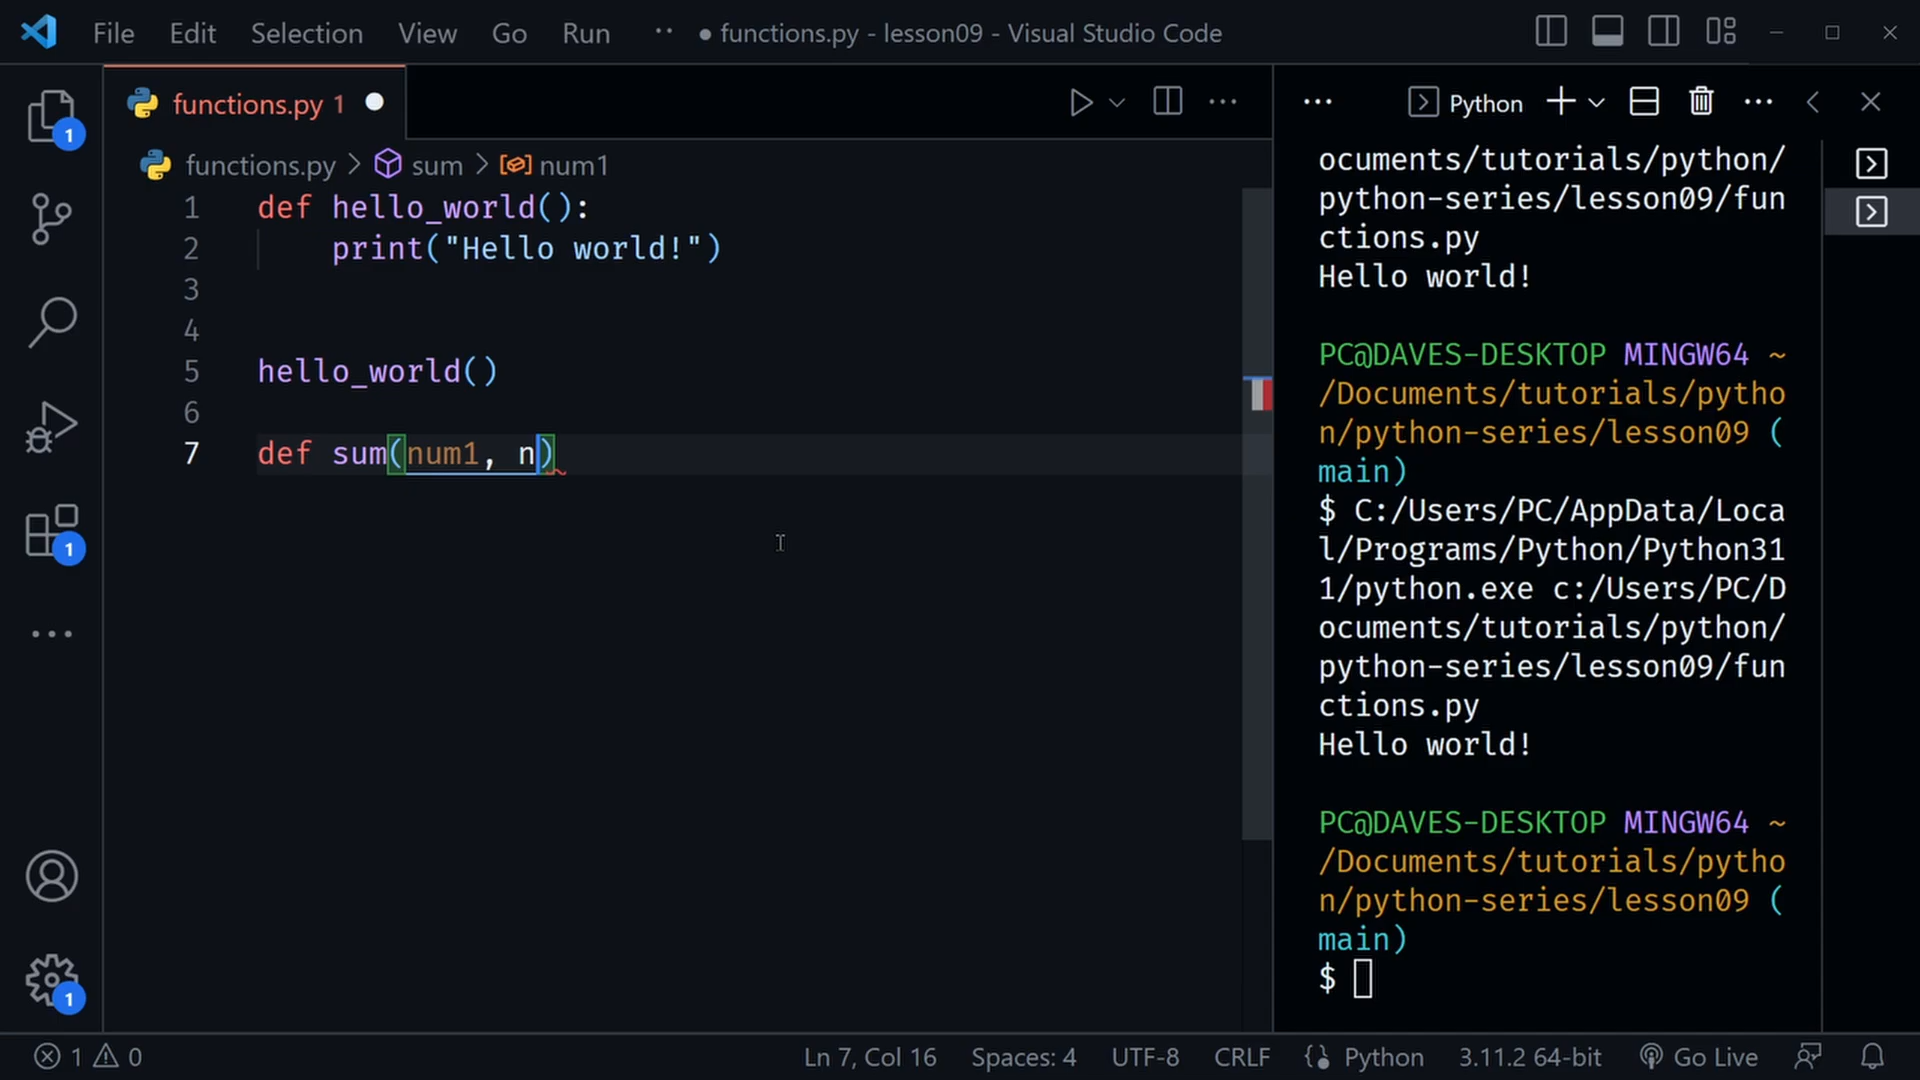 File Edit Selection View Go Run ··· ● functions.py - lesson09 - Visual Studio Code
functions.py 1
functions.py > sum > num1
1 def hello_world():
2 print("Hello world!")
3
4
5 hello_world()
6
7 def sum(num1, n)
Python
ocuments/tutorials/python/
python-series/lesson09/fun
ctions.py
Hello world!
PC@DAVES-DESKTOP MINGW64 ~
/Documents/tutorials/pytho
n/python-series/lesson09 (
main)
$ C:/Users/PC/AppData/Loca
l/Programs/Python/Python31
1/python.exe c:/Users/PC/D
ocuments/tutorials/python/
python-series/lesson09/fun
ctions.py
Hello world!
PC@DAVES-DESKTOP MINGW64 ~
/Documents/tutorials/pytho
n/python-series/lesson09 (
main)
$
1
1
1
1 0 Ln 7, Col 16 Spaces: 4 UTF-8 CRLF Python 3.11.2 64-bit Go Live